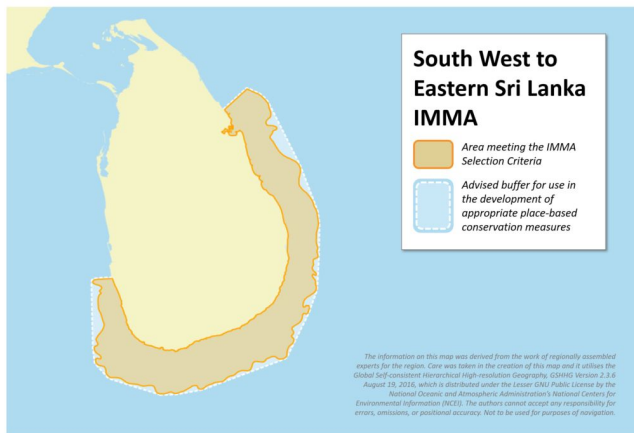 South West to
Eastern Sri Lanka
IMMA
Area meeting the IMMA
Selection Criteria
Advised buffer for use in
the development of
appropriate place-based
conservation measures
The information on this map was derived from the work of regionally assembled
experts for the region. Care was taken in the creation of this map and it utilises the
Global Self-consistent Hierarchical High-resolution Geography, GSHHG Version 2.3.6
August 19, 2016, which is distributed under the Lesser GNU Public License by the
National Oceanic and Atmospheric Administration's National Centers for
Environmental Information (NCEI). The authors cannot accept any responsibility for
errors, omissions, or positional accuracy. Not to be used for purposes of navigation.